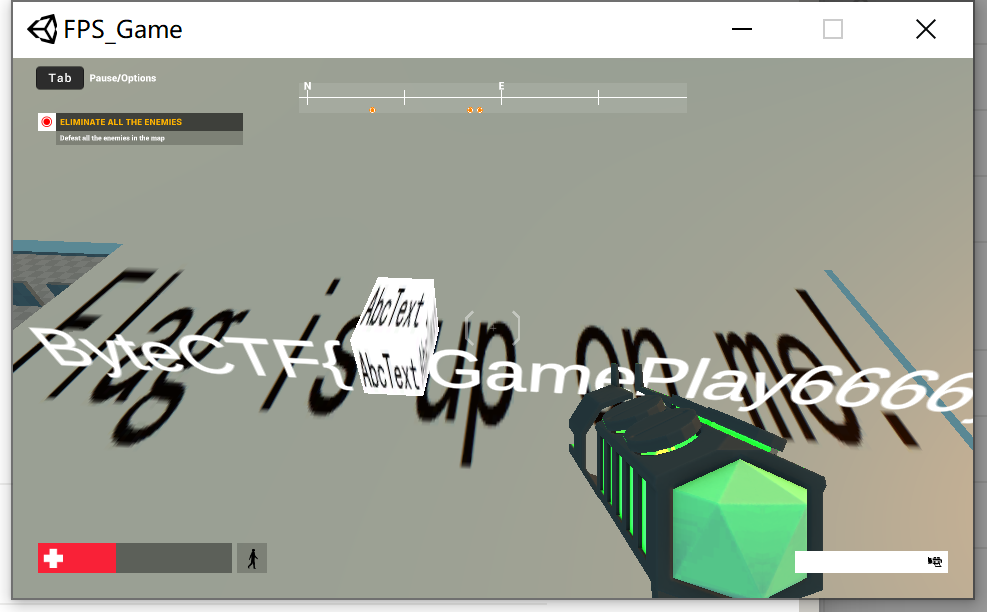 FPS_Game
Tab Pause/Options
N E
ELIMINATE ALL THE ENEMIES
Defeat all the enemies in the map
Flag is up on me!
AbcText
AbcText
ByteCTF{ GamePlay6666